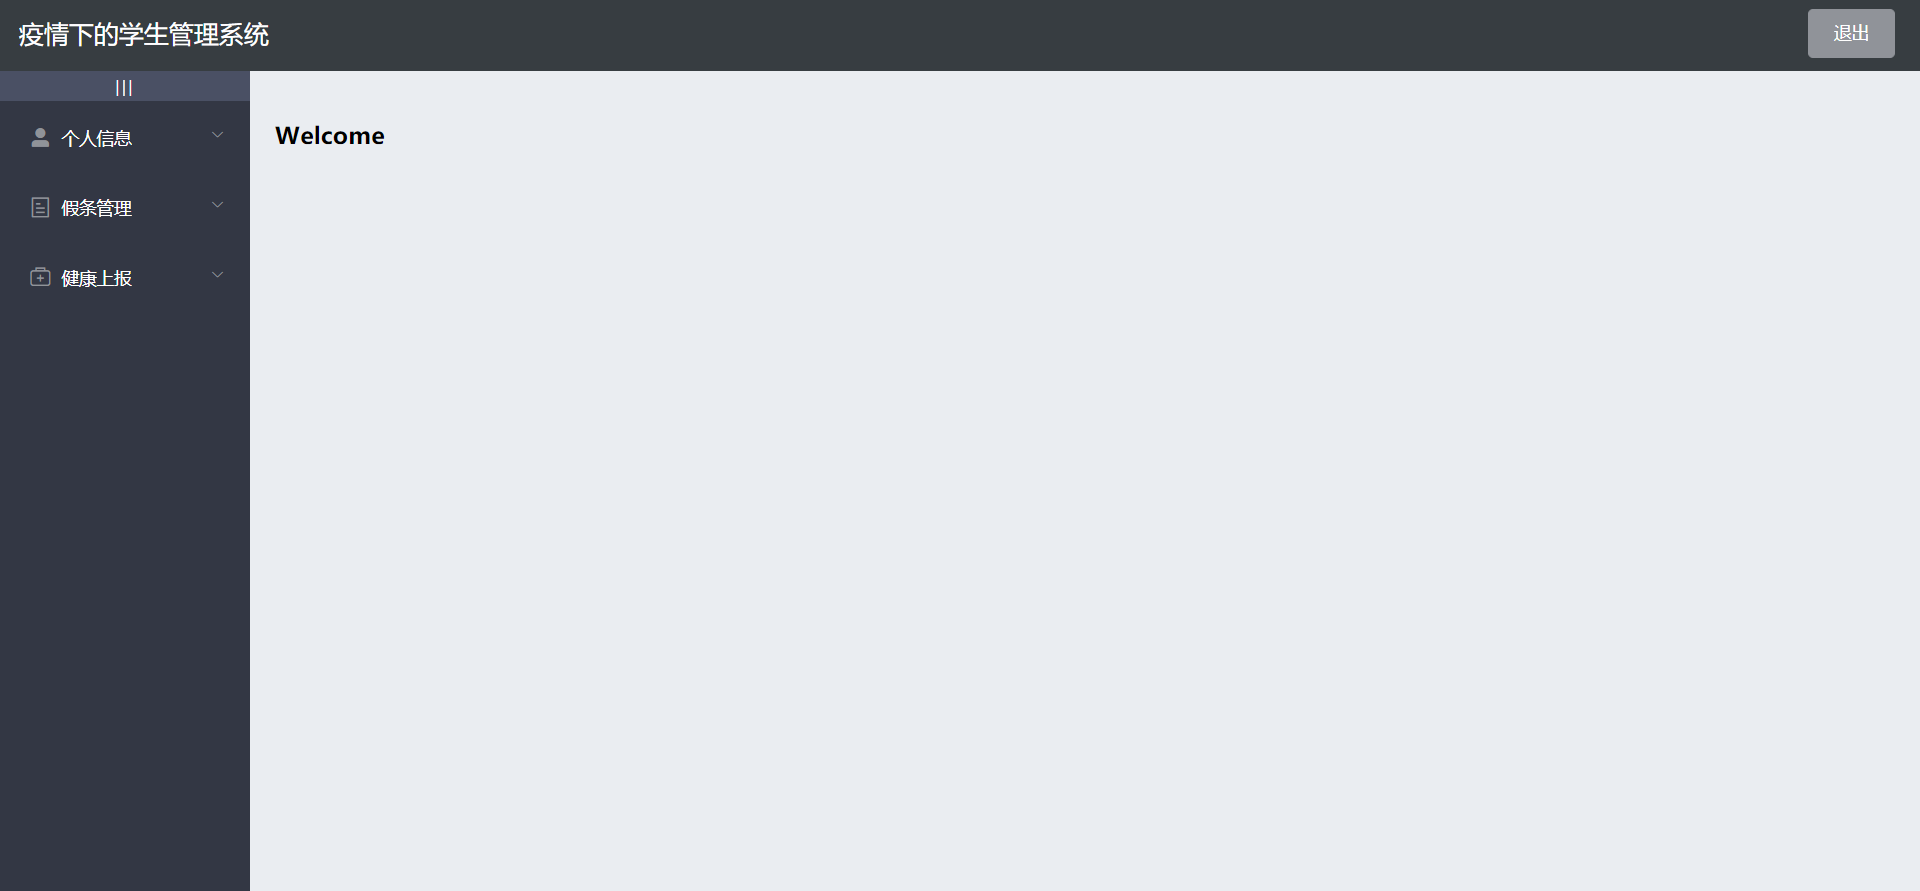 疫情下的学生管理系统
退出
|||
个人信息
Welcome
假条管理
健康上报